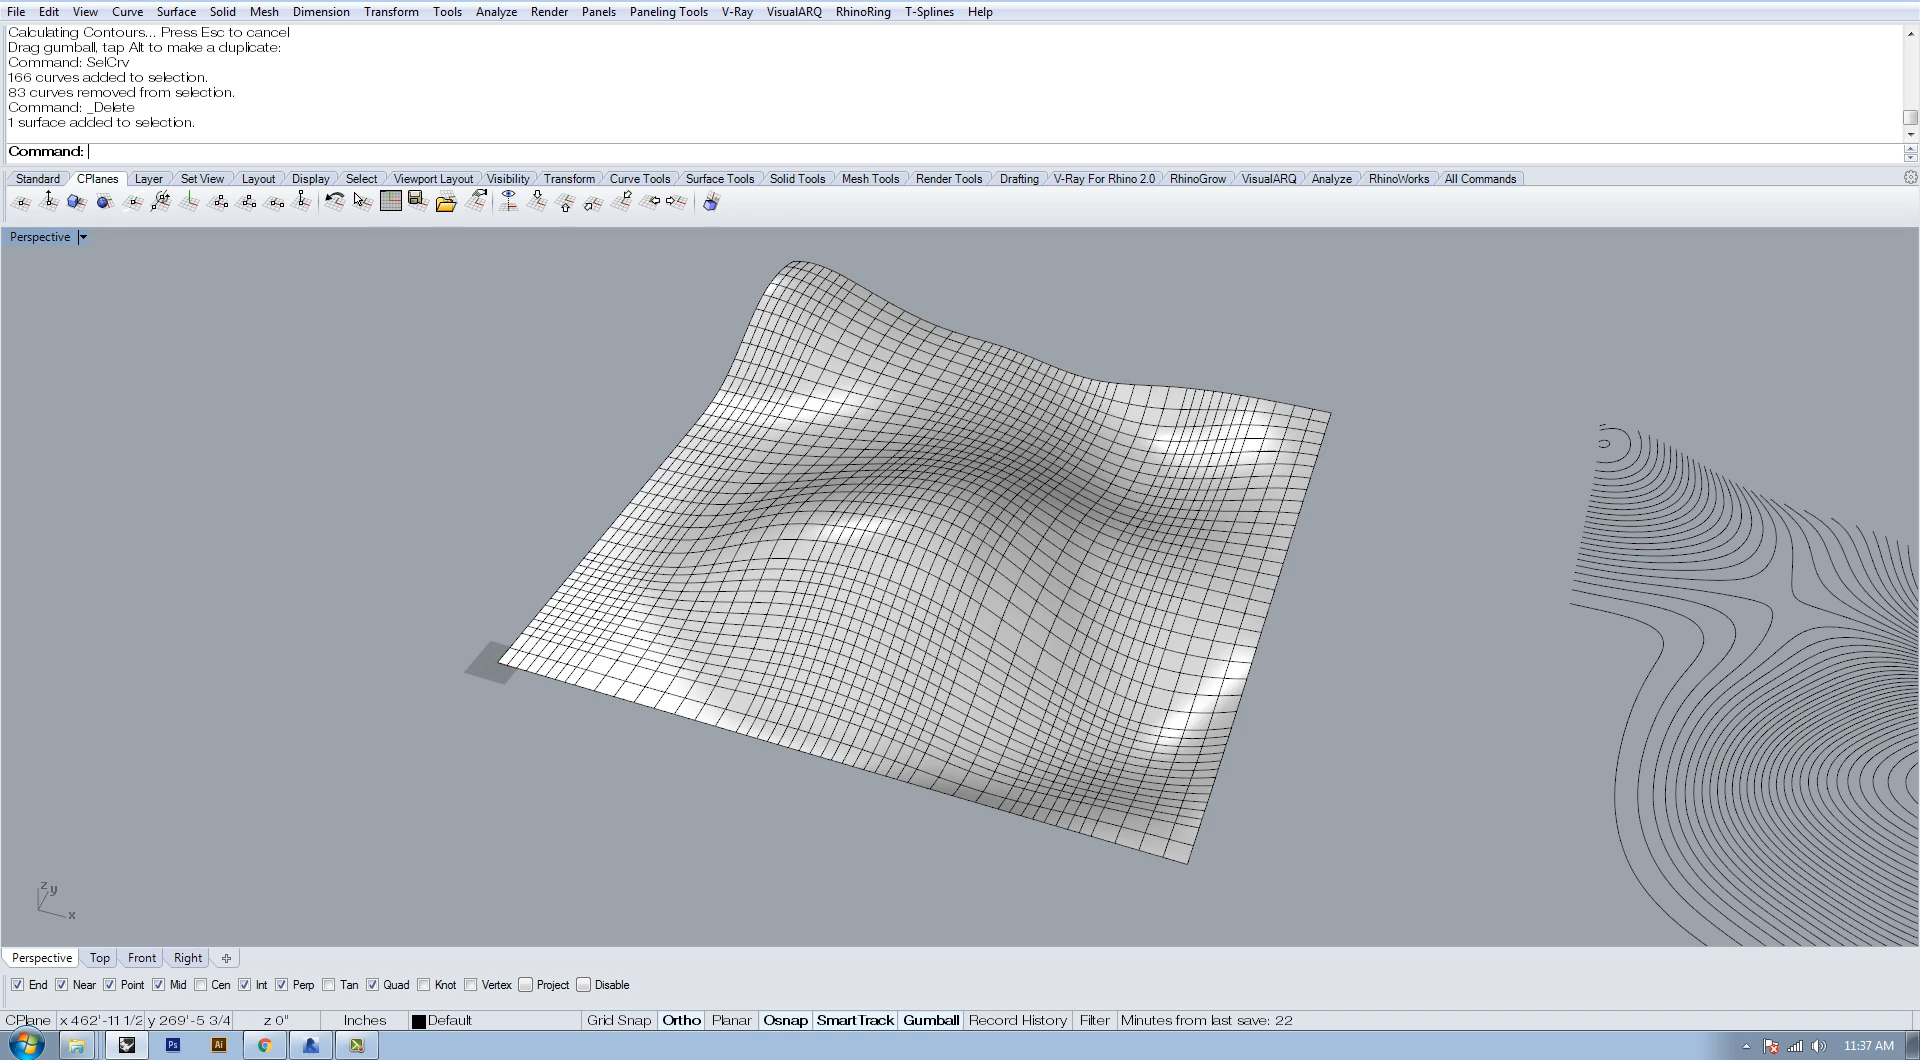 File Edit View Curve Surface Solid Mesh Dimension Transform Tools Analyze Render Panels Paneling Tools V-Ray VisualARQ RhinoRing T-Splines Help
Calculating Contours... Press Esc to cancel
Drag gumball, tap Alt to make a duplicate:
Command: SelCrv
166 curves added to selection.
83 curves removed from selection.
Command: _Delete
1 surface added to selection.
Command:
Standard CPlanes Layer Set View Layout Display Select Viewport Layout Visibility Transform Curve Tools Surface Tools Solid Tools Mesh Tools Render Tools Drafting V-Ray For Rhino 2.0 RhinoGrow VisualARQ Analyze RhinoWorks All Commands
Perspective
z y
x
Perspective Top Front Right
End Near Point Mid Cen Int Perp Tan Quad Knot Vertex Project Disable
CPlane x 462'-11 1/2 y 269'-5 3/4 z 0" Inches Default Grid Snap Ortho Planar Osnap SmartTrack Gumball Record History Filter Minutes from last save: 22
Ps Ai 11:37 AM